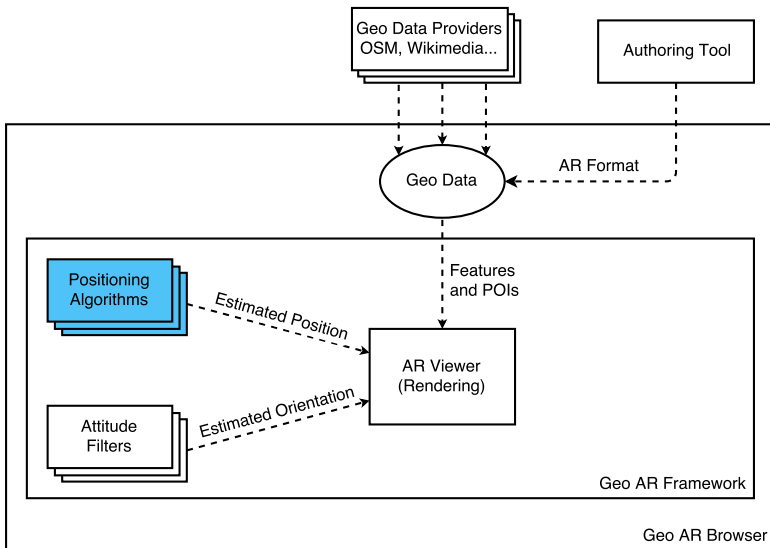 Geo Data Providers
OSM, Wikimedia...
Authoring Tool
Geo Data
AR Format
Features
and POIs
Positioning
Algorithms
Estimated Position
AR Viewer
(Rendering)
Estimated Orientation
Attitude
Filters
Geo AR Framework
Geo AR Browser